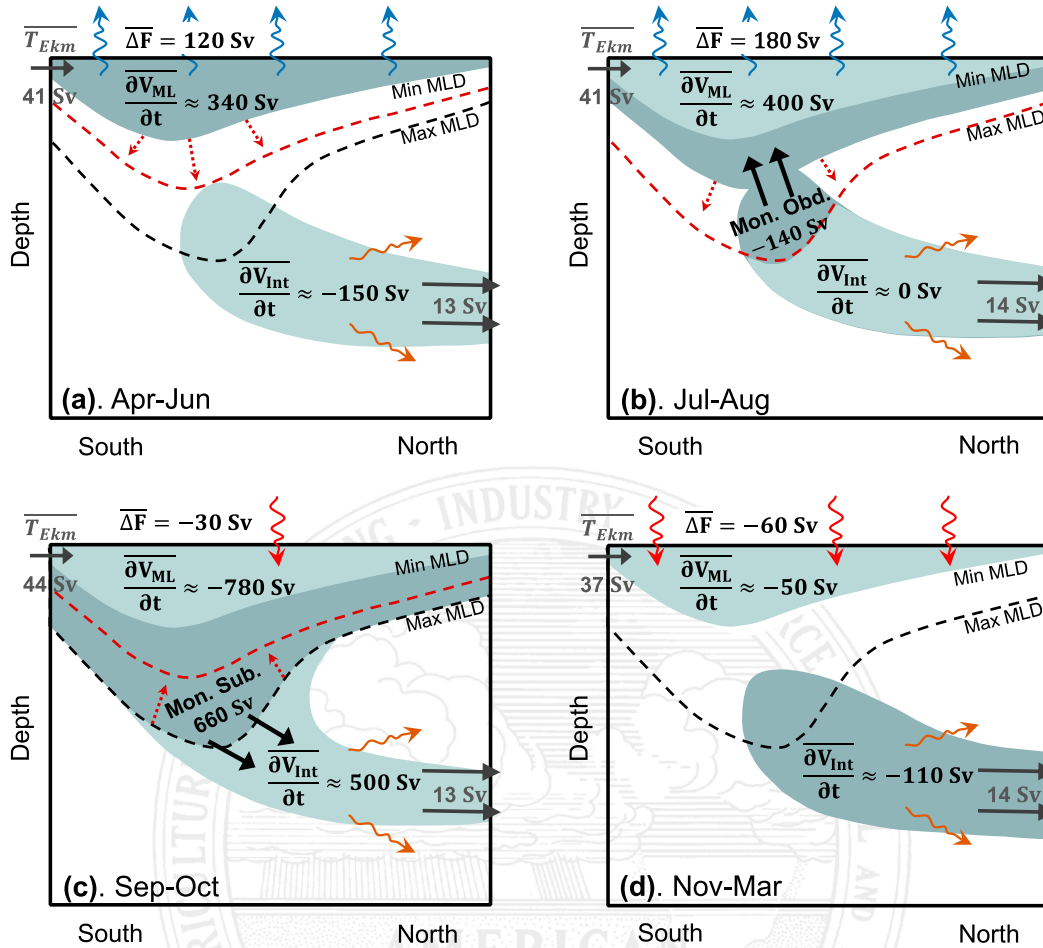 T_Ekm
ΔF = 120 Sv
41 Sv
∂V_ML/∂t ≈ 340 Sv
Min MLD
Max MLD
Depth
∂V_Int/∂t ≈ −150 Sv
13 Sv
(a). Apr-Jun
South
North
T_Ekm
ΔF = 180 Sv
41 Sv
∂V_ML/∂t ≈ 400 Sv
Min MLD
Max MLD
Mon. Obd.
−140 Sv
Depth
∂V_Int/∂t ≈ 0 Sv
14 Sv
(b). Jul-Aug
South
North
T_Ekm
ΔF = −30 Sv
44 Sv
∂V_ML/∂t ≈ −780 Sv
Min MLD
Max MLD
Mon. Sub.
660 Sv
Depth
∂V_Int/∂t ≈ 500 Sv
13 Sv
(c). Sep-Oct
South
North
T_Ekm
ΔF = −60 Sv
37 Sv
∂V_ML/∂t ≈ −50 Sv
Min MLD
Max MLD
Depth
∂V_Int/∂t ≈ −110 Sv
14 Sv
(d). Nov-Mar
South
North
INDUSTRY
AND
AMERICAN